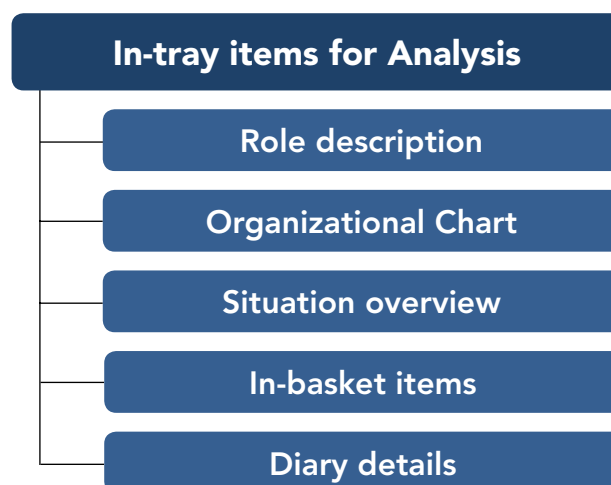 In-tray items for Analysis
Role description
Organizational Chart
Situation overview
In-basket items
Diary details